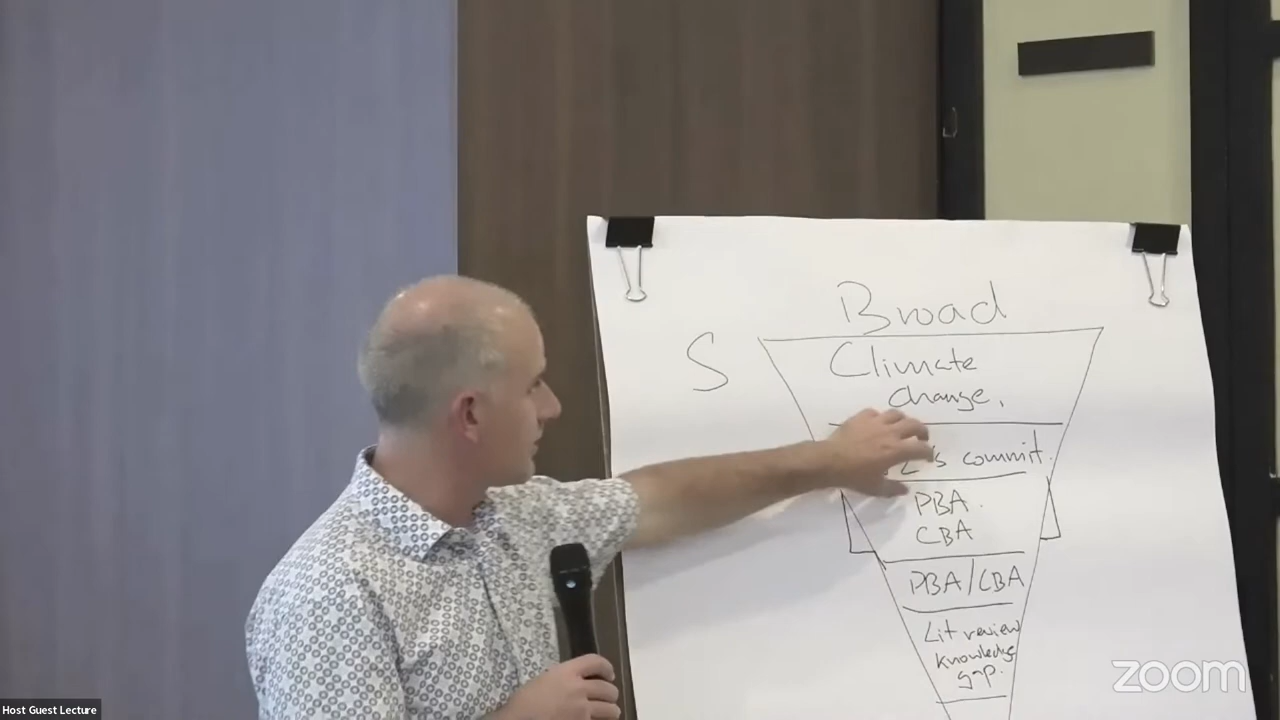 Broad
S
Climate
change.
commit.
PBA.
CBA
PBA/CBA
Lit review
knowledge
gap.
zoom
Host Guest Lecture